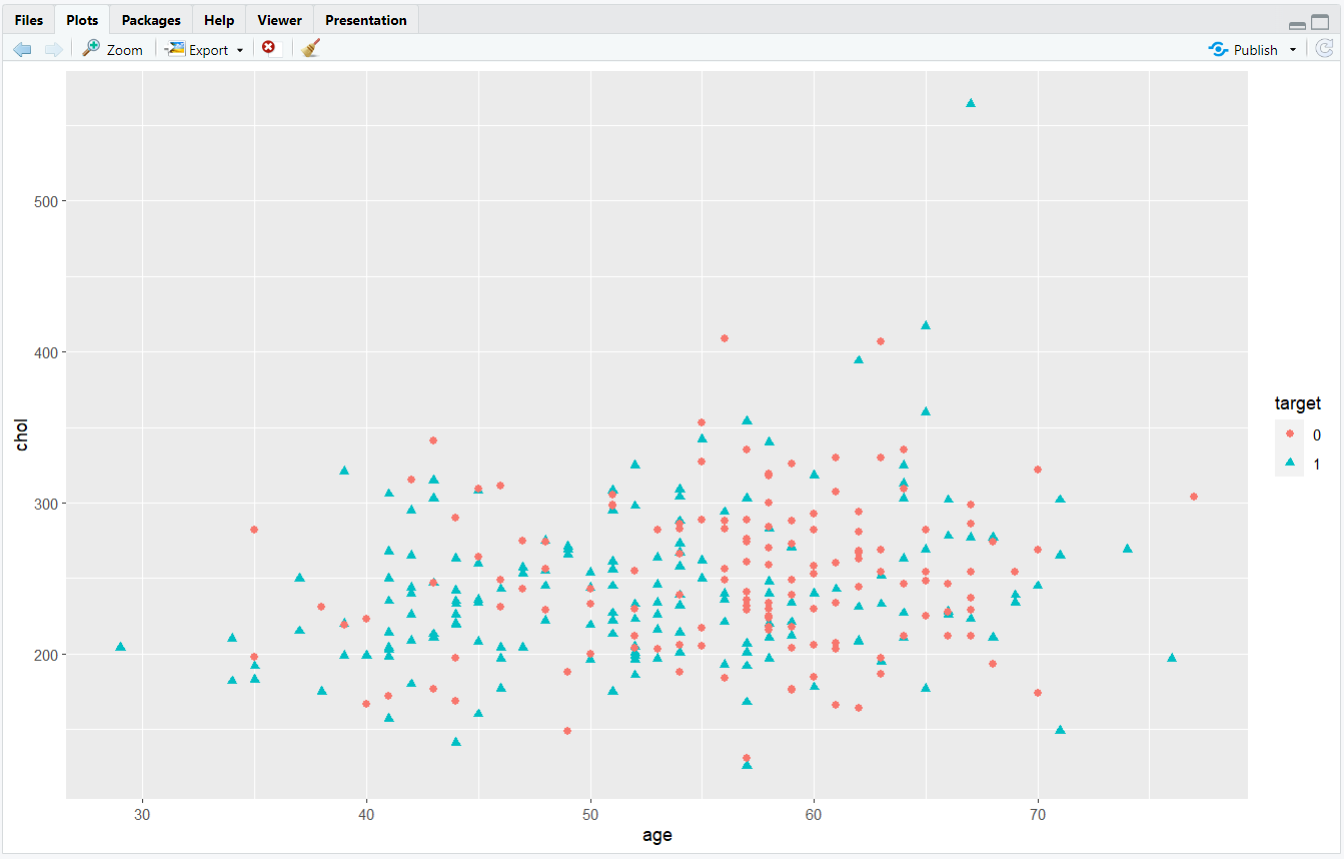 Files Plots Packages Help Viewer Presentation
Zoom Export Publish
500
400
300
200
chol
30 40 50 60 70
age
target
0
1